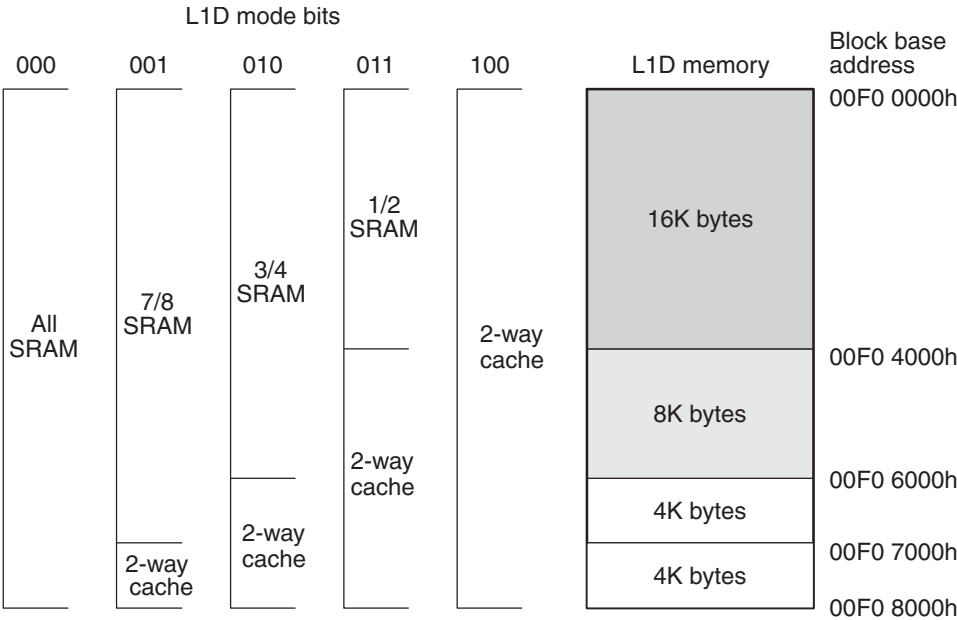 L1D mode bits
000 001 010 011 100 L1D memory
Block base
address
00F0 0000h
1/2
SRAM
16K bytes
3/4
SRAM
7/8
SRAM
All
SRAM
2-way
cache
00F0 4000h
8K bytes
2-way
cache
00F0 6000h
4K bytes
2-way
cache
00F0 7000h
2-way
cache
4K bytes
00F0 8000h